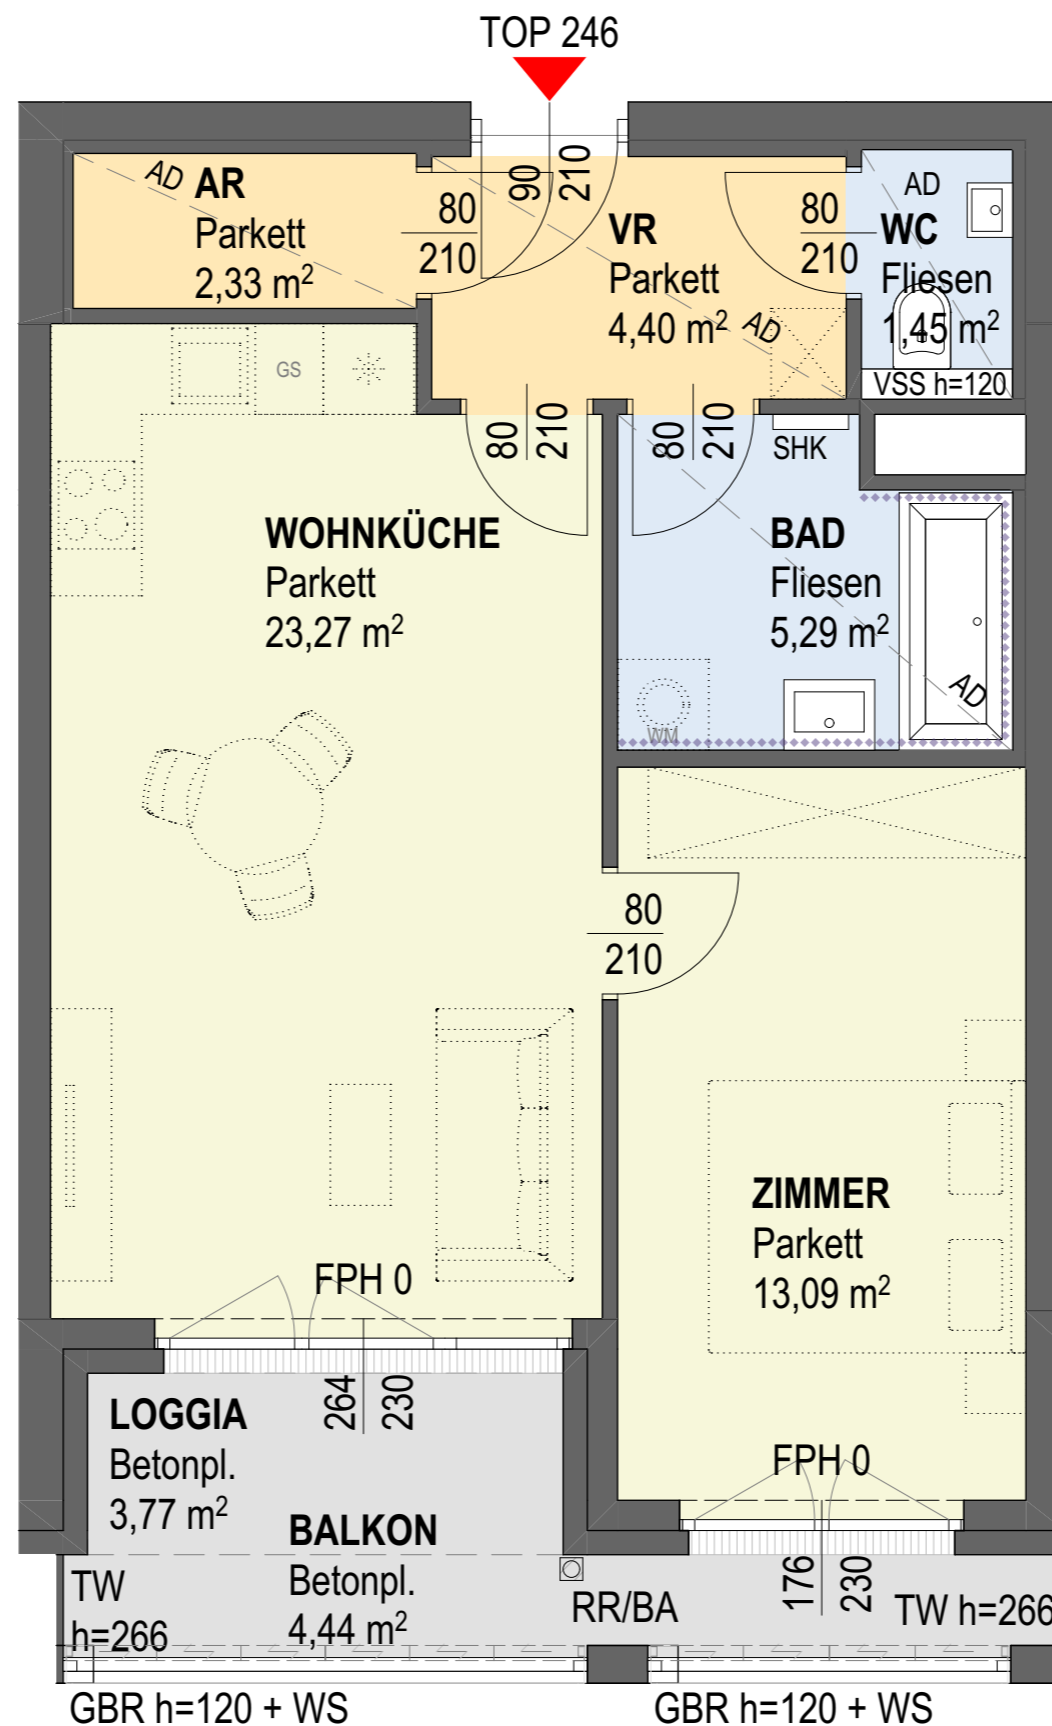 TOP 246
90
210
AD
AR
Parkett
2,33 m²
80
210
VR
Parkett
4,40 m²
AD
80
210
AD
WC
Fliesen
1,45 m²
VSS h=120
GS
80
210
80
210
SHK
WOHNKÜCHE
Parkett
23,27 m²
BAD
Fliesen
5,29 m²
AD
WM
80
210
ZIMMER
Parkett
13,09 m²
FPH 0
264
230
LOGGIA
Betonpl.
3,77 m²
FPH 0
176
230
BALKON
Betonpl.
4,44 m²
TW
h=266
RR/BA
TW h=266
GBR h=120 + WS
GBR h=120 + WS